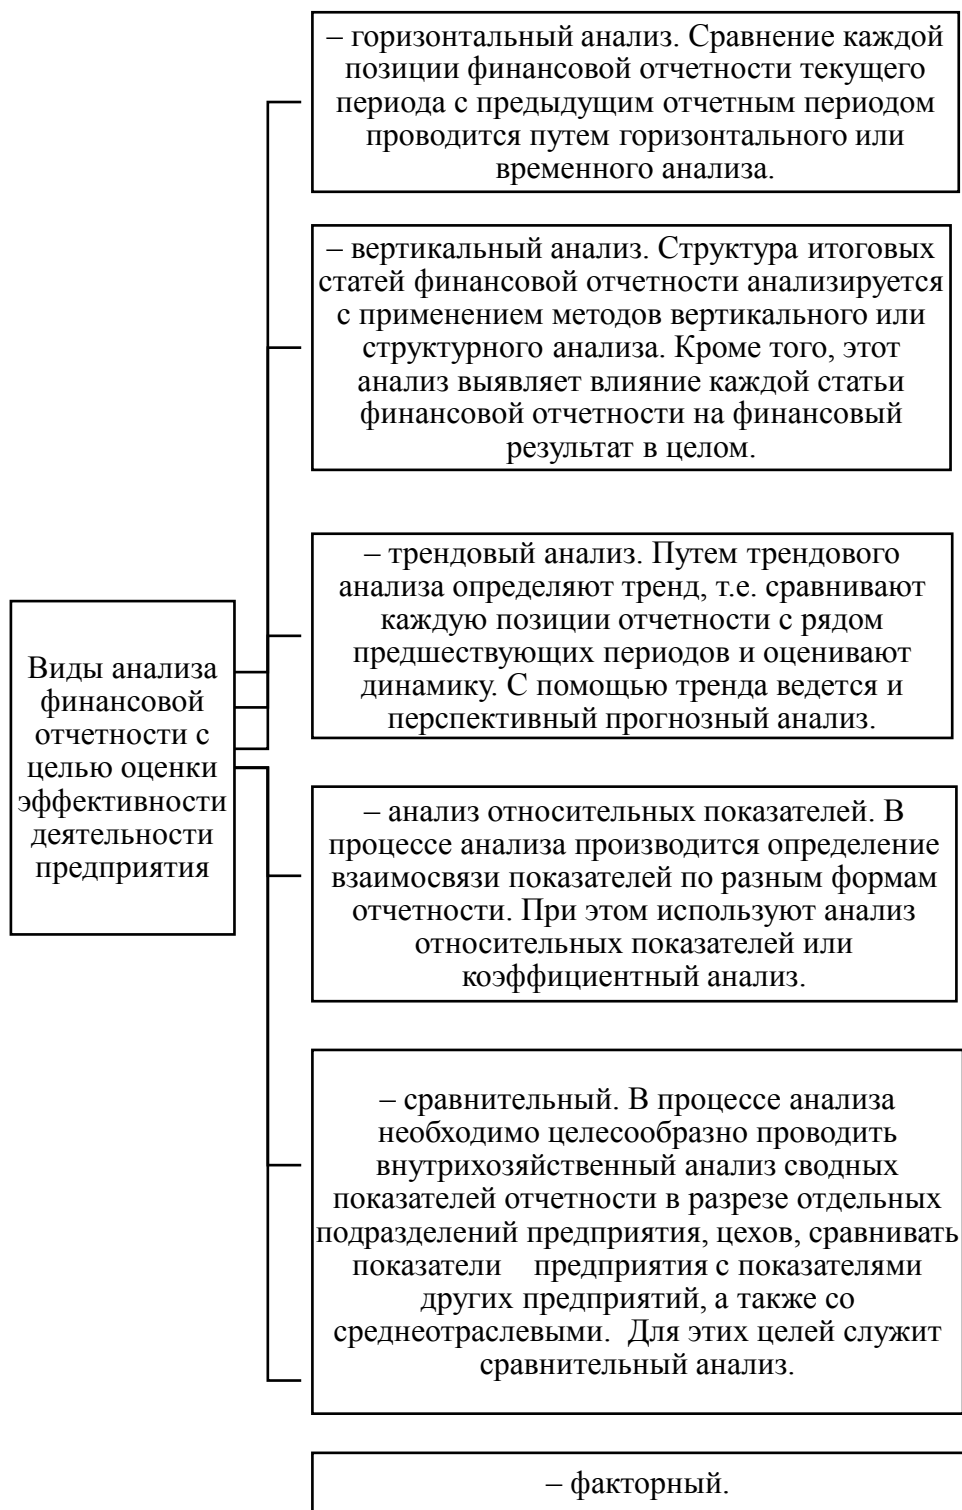 – горизонтальный анализ. Сравнение каждой
позиции финансовой отчетности текущего
периода с предыдущим отчетным периодом
проводится путем горизонтального или
временного анализа.
– вертикальный анализ. Структура итоговых
статей финансовой отчетности анализируется
с применением методов вертикального или
структурного анализа. Кроме того, этот
анализ выявляет влияние каждой статьи
финансовой отчетности на финансовый
результат в целом.
– трендовый анализ. Путем трендового
анализа определяют тренд, т.е. сравнивают
каждую позиции отчетности с рядом
предшествующих периодов и оценивают
динамику. С помощью тренда ведется и
перспективный прогнозный анализ.
Виды анализа
финансовой
отчетности с
целью оценки
эффективности
деятельности
предприятия
– анализ относительных показателей. В
процессе анализа производится определение
взаимосвязи показателей по разным формам
отчетности. При этом используют анализ
относительных показателей или
коэффициентный анализ.
– сравнительный. В процессе анализа
необходимо целесообразно проводить
внутрихозяйственный анализ сводных
показателей отчетности в разрезе отдельных
подразделений предприятия, цехов, сравнивать
показатели предприятия с показателями
других предприятий, а также со
среднеотраслевыми. Для этих целей служит
сравнительный анализ.
– факторный.